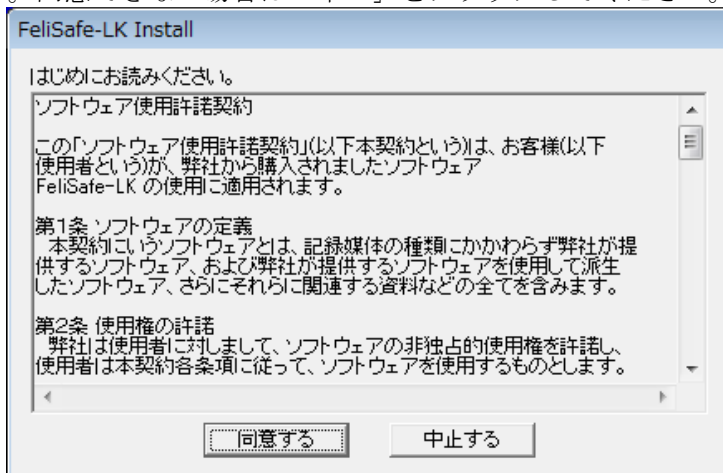 FeliSafe-LK Install
はじめにお読みください。
ソフトウェア使用許諾契約
この「ソフトウェア使用許諾契約」(以下本契約という)は、お客様(以下
使用者という)が、弊社から購入されましたソフトウェア
FeliSafe-LK の使用に適用されます。
第1条 ソフトウェアの定義
本契約にいうソフトウェアとは、記録媒体の種類にかかわらず弊社が提
供するソフトウェア、および弊社が提供するソフトウェアを使用して派生
したソフトウェア、さらにそれらに関連する資料などの全てを含みます。
第2条 使用権の許諾
弊社は使用者に対しまして、ソフトウェアの非独占的使用権を許諾し、
使用者は本契約各条項に従って、ソフトウェアを使用するものとします。
同意する 中止する